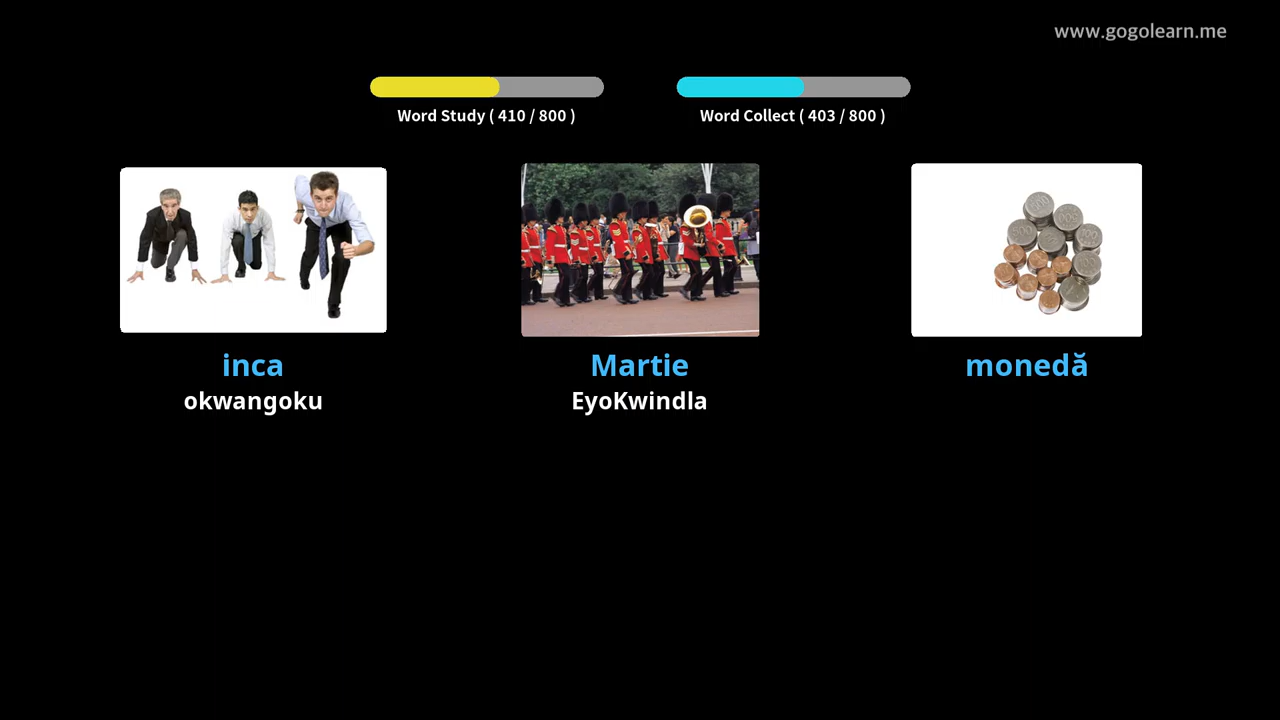 www.gogolearn.me
Word Study ( 410 / 800 )
Word Collect ( 403 / 800 )
inca
okwangoku
Martie
EyoKwindla
monedă